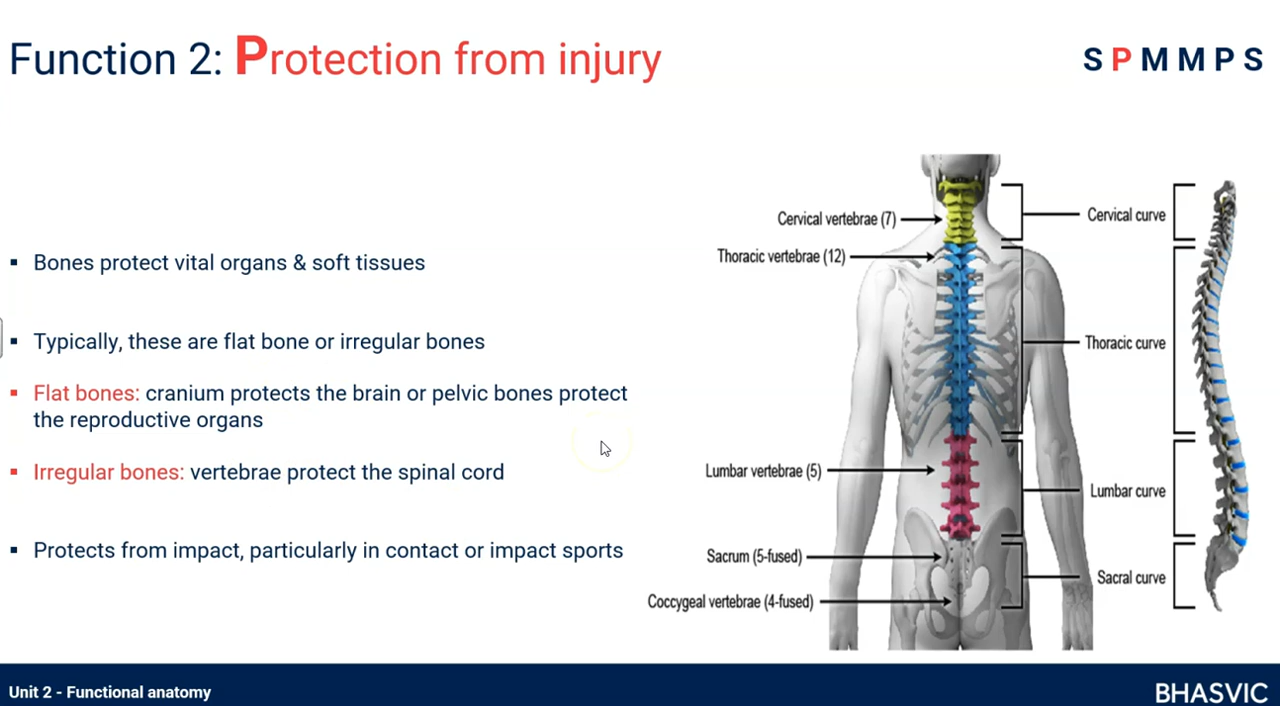 Function 2: Protection from injury
S P M M P S
▪ Bones protect vital organs & soft tissues
▪ Typically, these are flat bone or irregular bones
▪ Flat bones: cranium protects the brain or pelvic bones protect
the reproductive organs
▪ Irregular bones: vertebrae protect the spinal cord
▪ Protects from impact, particularly in contact or impact sports
Cervical vertebrae (7)
Thoracic vertebrae (12)
Lumbar vertebrae (5)
Sacrum (5-fused)
Coccygeal vertebrae (4-fused)
Cervical curve
Thoracic curve
Lumbar curve
Sacral curve
Unit 2 - Functional anatomy
BHASVIC